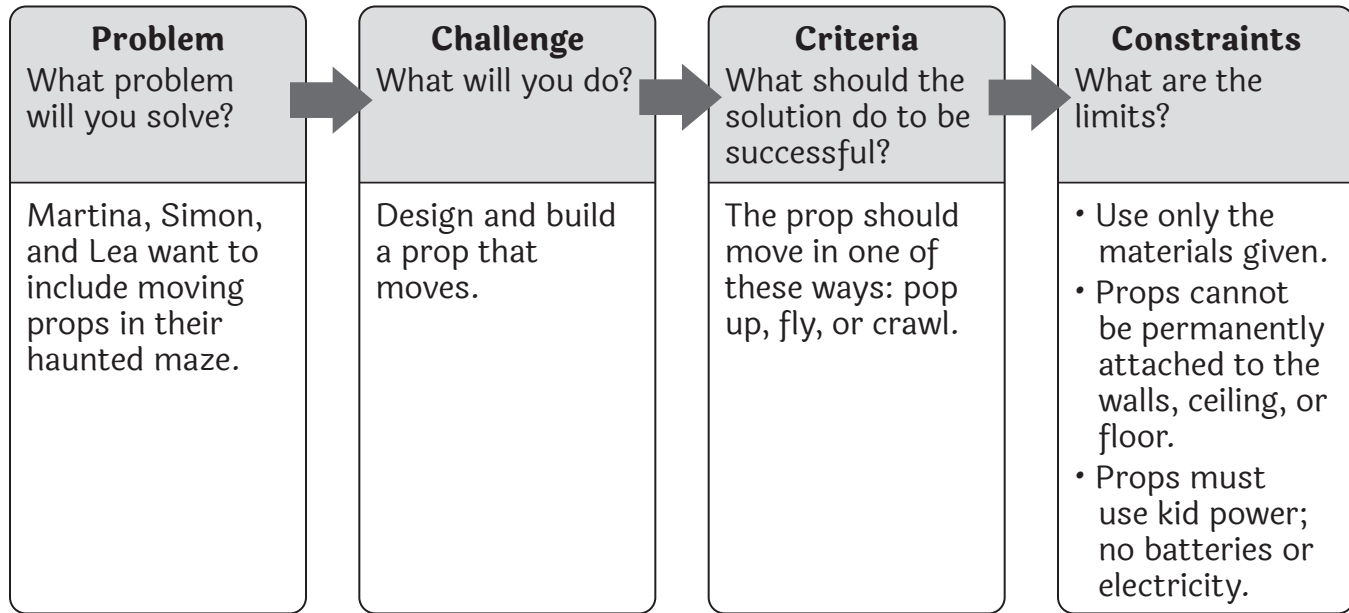 Problem
What problem
will you solve?
Martina, Simon,
and Lea want to
include moving
props in their
haunted maze.
Challenge
What will you do?
Design and build
a prop that
moves.
Criteria
What should the
solution do to be
successful?
The prop should
move in one of
these ways: pop
up, fly, or crawl.
Constraints
What are the
limits?
• Use only the
materials given.
• Props cannot
be permanently
attached to the
walls, ceiling, or
floor.
• Props must
use kid power;
no batteries or
electricity.